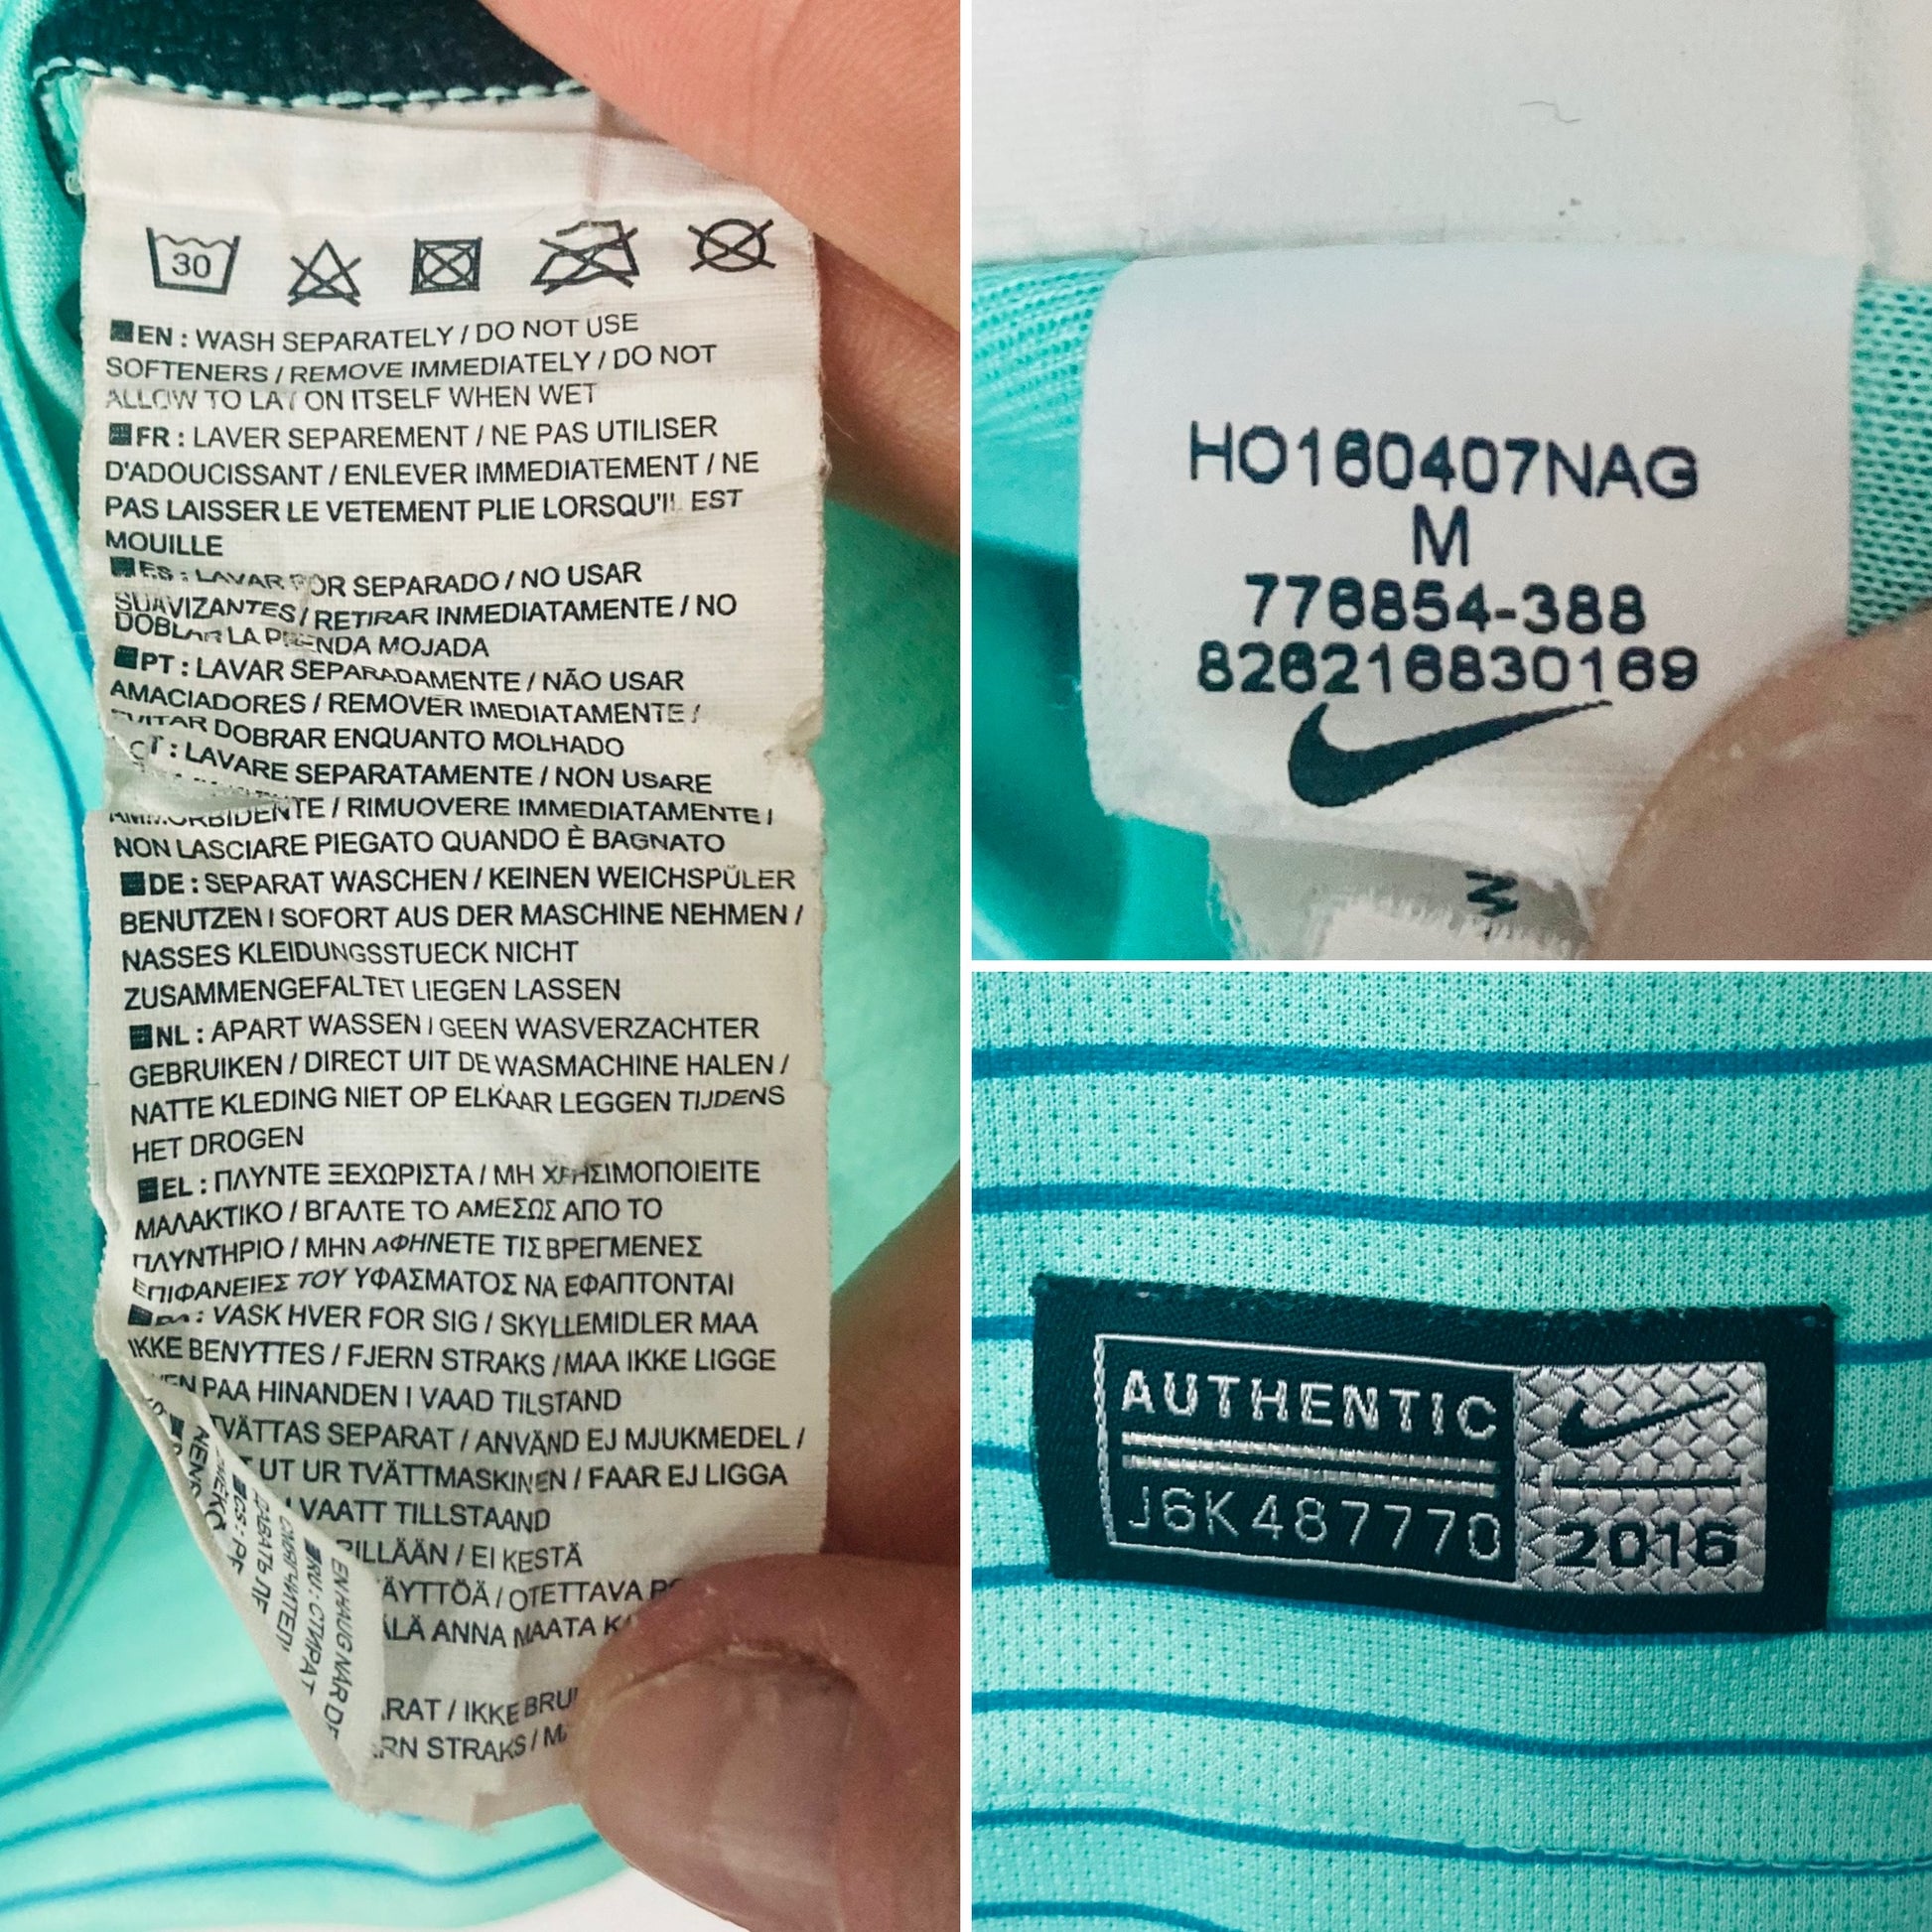 30
EN : WASH SEPARATELY / DO NOT USE
SOFTENERS / REMOVE IMMEDIATELY / DO NOT
ALLOW TO LAY ON ITSELF WHEN WET
FR : LAVER SEPAREMENT / NE PAS UTILISER
D'ADOUCISSANT / ENLEVER IMMEDIATEMENT / NE
PAS LAISSER LE VETEMENT PLIE LORSQU'IL EST
MOUILLE
ES : LAVAR POR SEPARADO / NO USAR
SUAVIZANTES / RETIRAR INMEDIATAMENTE / NO
DOBLAR LA PRENDA MOJADA
PT : LAVAR SEPARADAMENTE / NÃO USAR
AMACIADORES / REMOVER IMEDIATAMENTE /
EVITAR DOBRAR ENQUANTO MOLHADO
: LAVARE SEPARATAMENTE / NON USARE
/ RIMUOVERE IMMEDIATAMENTE /
NON LASCIARE PIEGATO QUANDO È BAGNATO
DE : SEPARAT WASCHEN / KEINEN WEICHSPÜLER
BENUTZEN / SOFORT AUS DER MASCHINE NEHMEN /
NASSES KLEIDUNGSSTUECK NICHT
ZUSAMMENGEFALTET LIEGEN LASSEN
NL : APART WASSEN / GEEN WASVERZACHTER
GEBRUIKEN / DIRECT UIT DE WASMACHINE HALEN /
NATTE KLEDING NIET OP ELKAAR LEGGEN TIJDENS
HET DROGEN
EL : ΠΛΥΝΤΕ ΞΕΧΩΡΙΣΤΑ / ΜΗ ΧΡΗΣΙΜΟΠΟΙΕΙΤΕ
ΜΑΛΑΚΤΙΚΟ / ΒΓΑΛΤΕ ΤΟ ΑΜΕΣΩΣ ΑΠΟ ΤΟ
ΠΛΥΝΤΗΡΙΟ / ΜΗΝ ΑΦΗΝΕΤΕ ΤΙΣ ΒΡΕΓΜΕΝΕΣ
ΕΠΙΦΑΝΕΙΕΣ ΤΟΥ ΥΦΑΣΜΑΤΟΣ ΝΑ ΕΦΑΠΤΟΝΤΑΙ
DA : VASK HVER FOR SIG / SKYLLEMIDLER MAA
IKKE BENYTTES / FJERN STRAKS / MAA IKKE LIGGE
PAA HINANDEN I VAAD TILSTAND
TVÄTTAS SEPARAT / ANVÄND EJ MJUKMEDEL /
UT UR TVÄTTMASKINEN / FAAR EJ LIGGA
I VAATT TILLSTAAND
/ EI KESTÄ
/ OTETTAVA
ÄLÄ ANNA MAATA
/ IKKE
STRAKS /
EN HAUG NAR
RU :
CS :
HO160407NAG
M
776854-388
826216830169
M
AUTHENTIC
J6K487770
2016